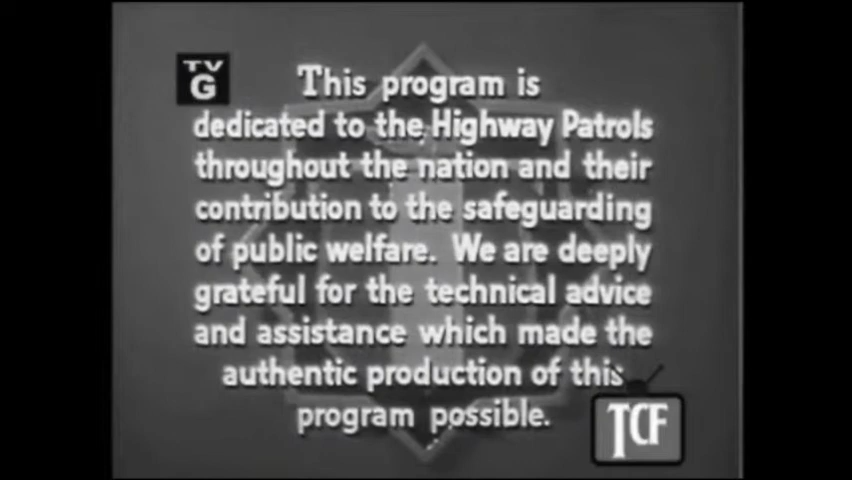 TV
G
This program is
dedicated to the Highway Patrols
throughout the nation and their
contribution to the safeguarding
of public welfare. We are deeply
grateful for the technical advice
and assistance which made the
authentic production of this
program possible.
TCF